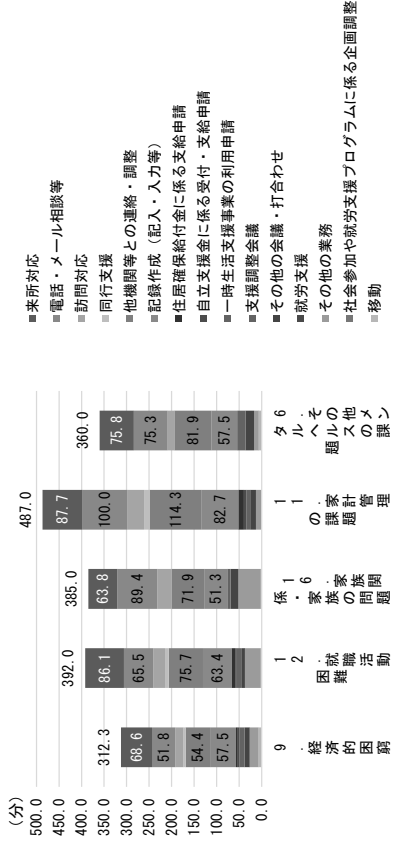 (分)
500.0
450.0
400.0
350.0
300.0
250.0
200.0
150.0
100.0
50.0
0.0
312.3
68.6
51.8
54.4
57.5
392.0
86.1
65.5
75.7
63.4
385.0
63.8
89.4
71.9
51.3
487.0
87.7
100.0
114.3
82.7
360.0
75.8
75.3
81.9
57.5
9.経済的困窮
12.就職活動困難
16.家族関係・家族の問題
11.家計管理の課題
6.その他のメンタルヘルスの課題
■来所対応
■電話・メール相談等
■訪問対応
■同行支援
■他機関等との連絡・調整
■記録作成（記入・入力等）
■住居確保給付金に係る支給申請
■自立支援金に係る受付・支給申請
■一時生活支援事業の利用申請
■支援調整会議
■その他の会議・打合わせ
■就労支援
■その他の業務
■社会参加や就労支援プログラムに係る企画調整
■移動